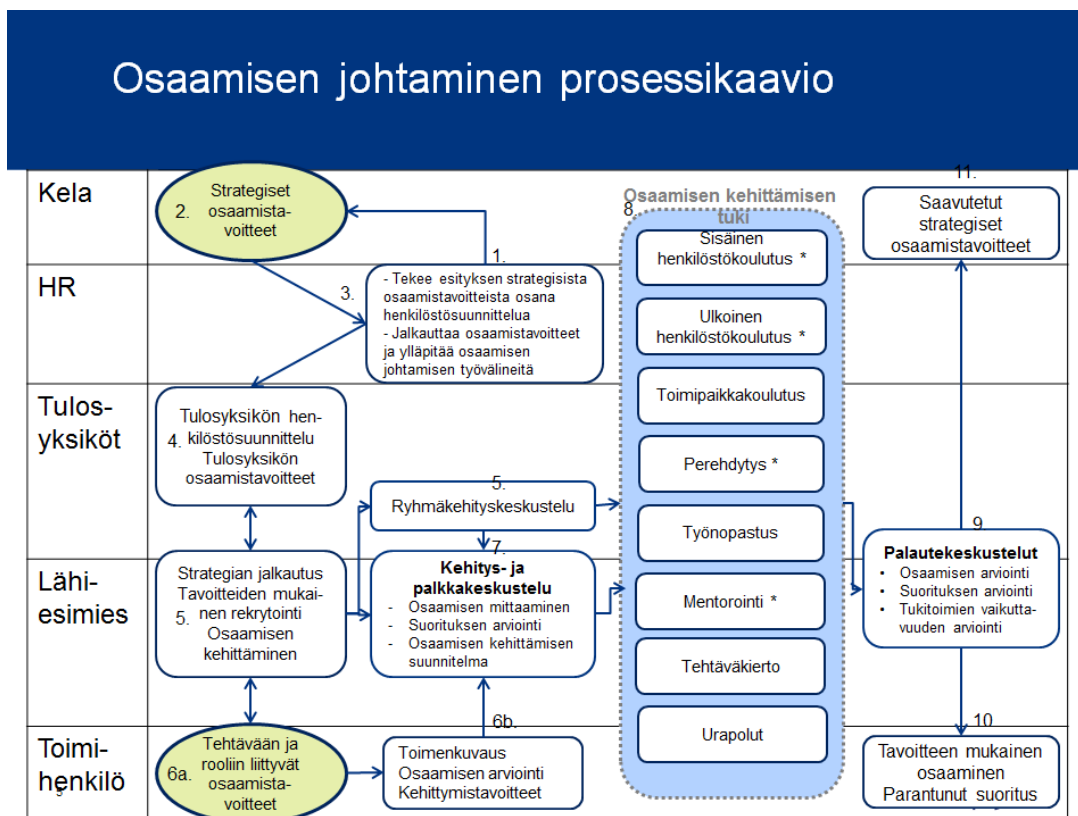 Osaamisen johtaminen prosessikaavio
Kela
2.
Strategiset
osaamista-
voitteet
8.
Osaamisen kehittämisen
tuki
Sisäinen
henkilöstökoulutus *
11.
Saavutetut
strategiset
osaamistavoitteet
HR
1.
3.
- Tekee esityksen strategisista
osaamistavoitteista osana
henkilöstösuunnittelua
- Jalkauttaa osaamistavoitteet
ja ylläpitää osaamisen
johtamisen työvälineitä
Ulkoinen
henkilöstökoulutus *
Toimipaikkakoulutus
Tulos-
yksiköt
Tulosyksikön hen-
4. kilöstösuunnittelu
Tulosyksikön
osaamistavoitteet
5.
Ryhmäkehityskeskustelu
Perehdytys *
Työnopastus
Lähi-
esimies
Strategian jalkautus
Tavoitteiden mukai-
5. nen rekrytointi
Osaamisen
kehittäminen
7.
Kehitys- ja
palkkakeskustelu
- Osaamisen mittaaminen
- Suorituksen arviointi
- Osaamisen kehittämisen
suunnitelma
Mentorointi *
Tehtäväkierto
9.
Palautekeskustelut
• Osaamisen arviointi
• Suorituksen arviointi
• Tukitoimien vaikutta-
vuuden arviointi
Toimi-
henkilö
6a.
Tehtävään ja
rooliin liittyvät
osaamista-
voitteet
6b.
Toimenkuvaus
Osaamisen arviointi
Kehittymistavoitteet
Urapolut
10
Tavoitteen mukainen
osaaminen
Parantunut suoritus